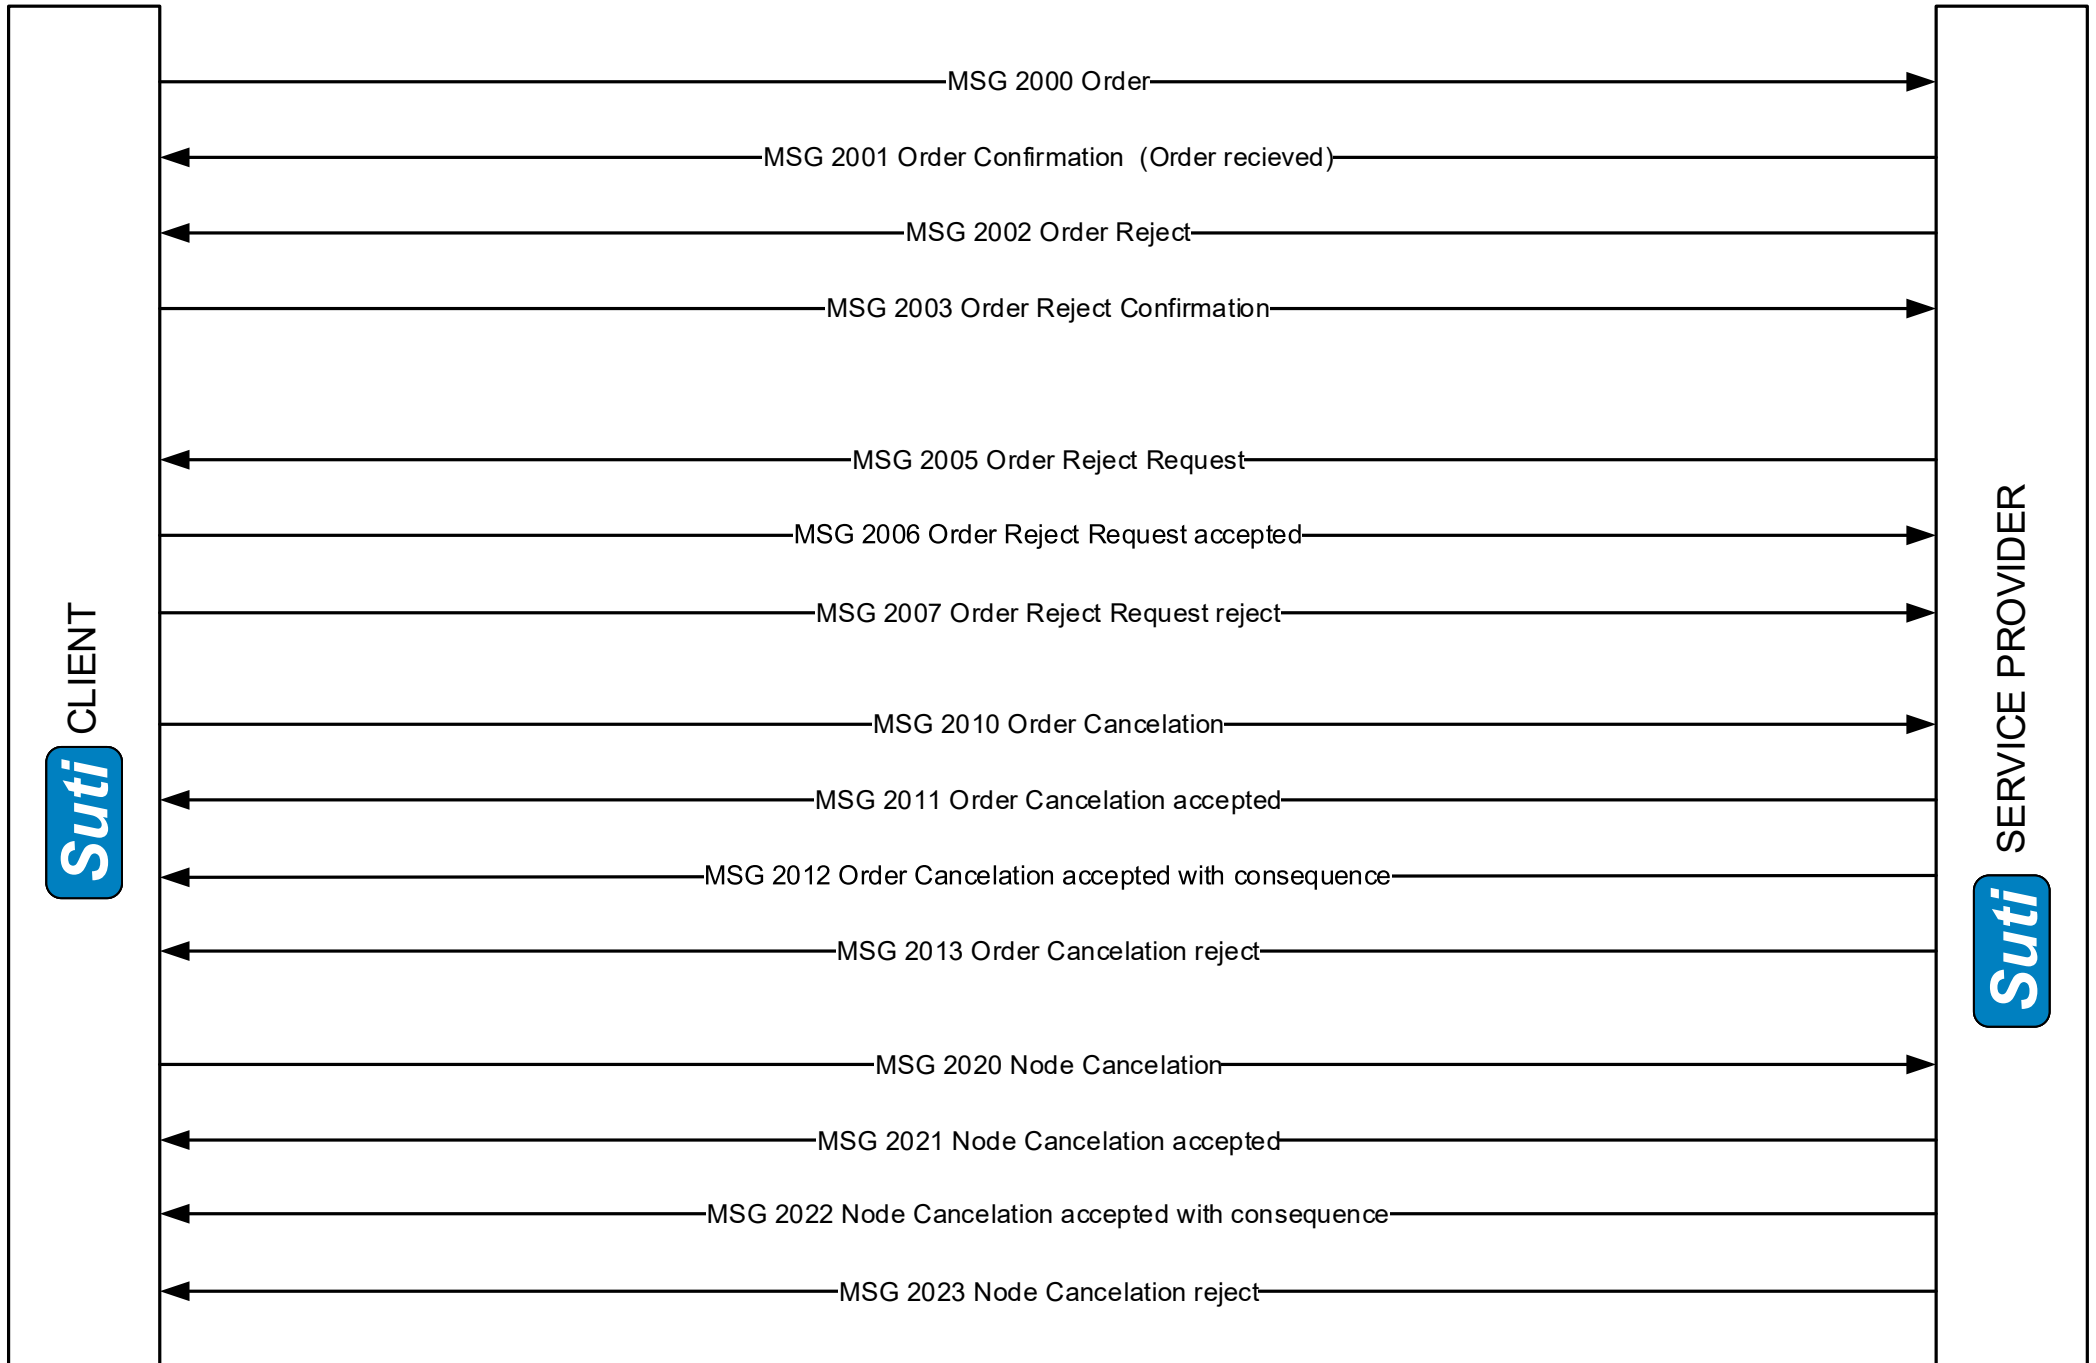 MSG 2000 Order
MSG 2001 Order Confirmation (Order recieved)
MSG 2002 Order Reject
MSG 2003 Order Reject Confirmation
MSG 2005 Order Reject Request
MSG 2006 Order Reject Request accepted
MSG 2007 Order Reject Request reject
MSG 2010 Order Cancelation
MSG 2011 Order Cancelation accepted
MSG 2012 Order Cancelation accepted with consequence
MSG 2013 Order Cancelation reject
MSG 2020 Node Cancelation
MSG 2021 Node Cancelation accepted
MSG 2022 Node Cancelation accepted with consequence
MSG 2023 Node Cancelation reject
Suti CLIENT
Suti SERVICE PROVIDER